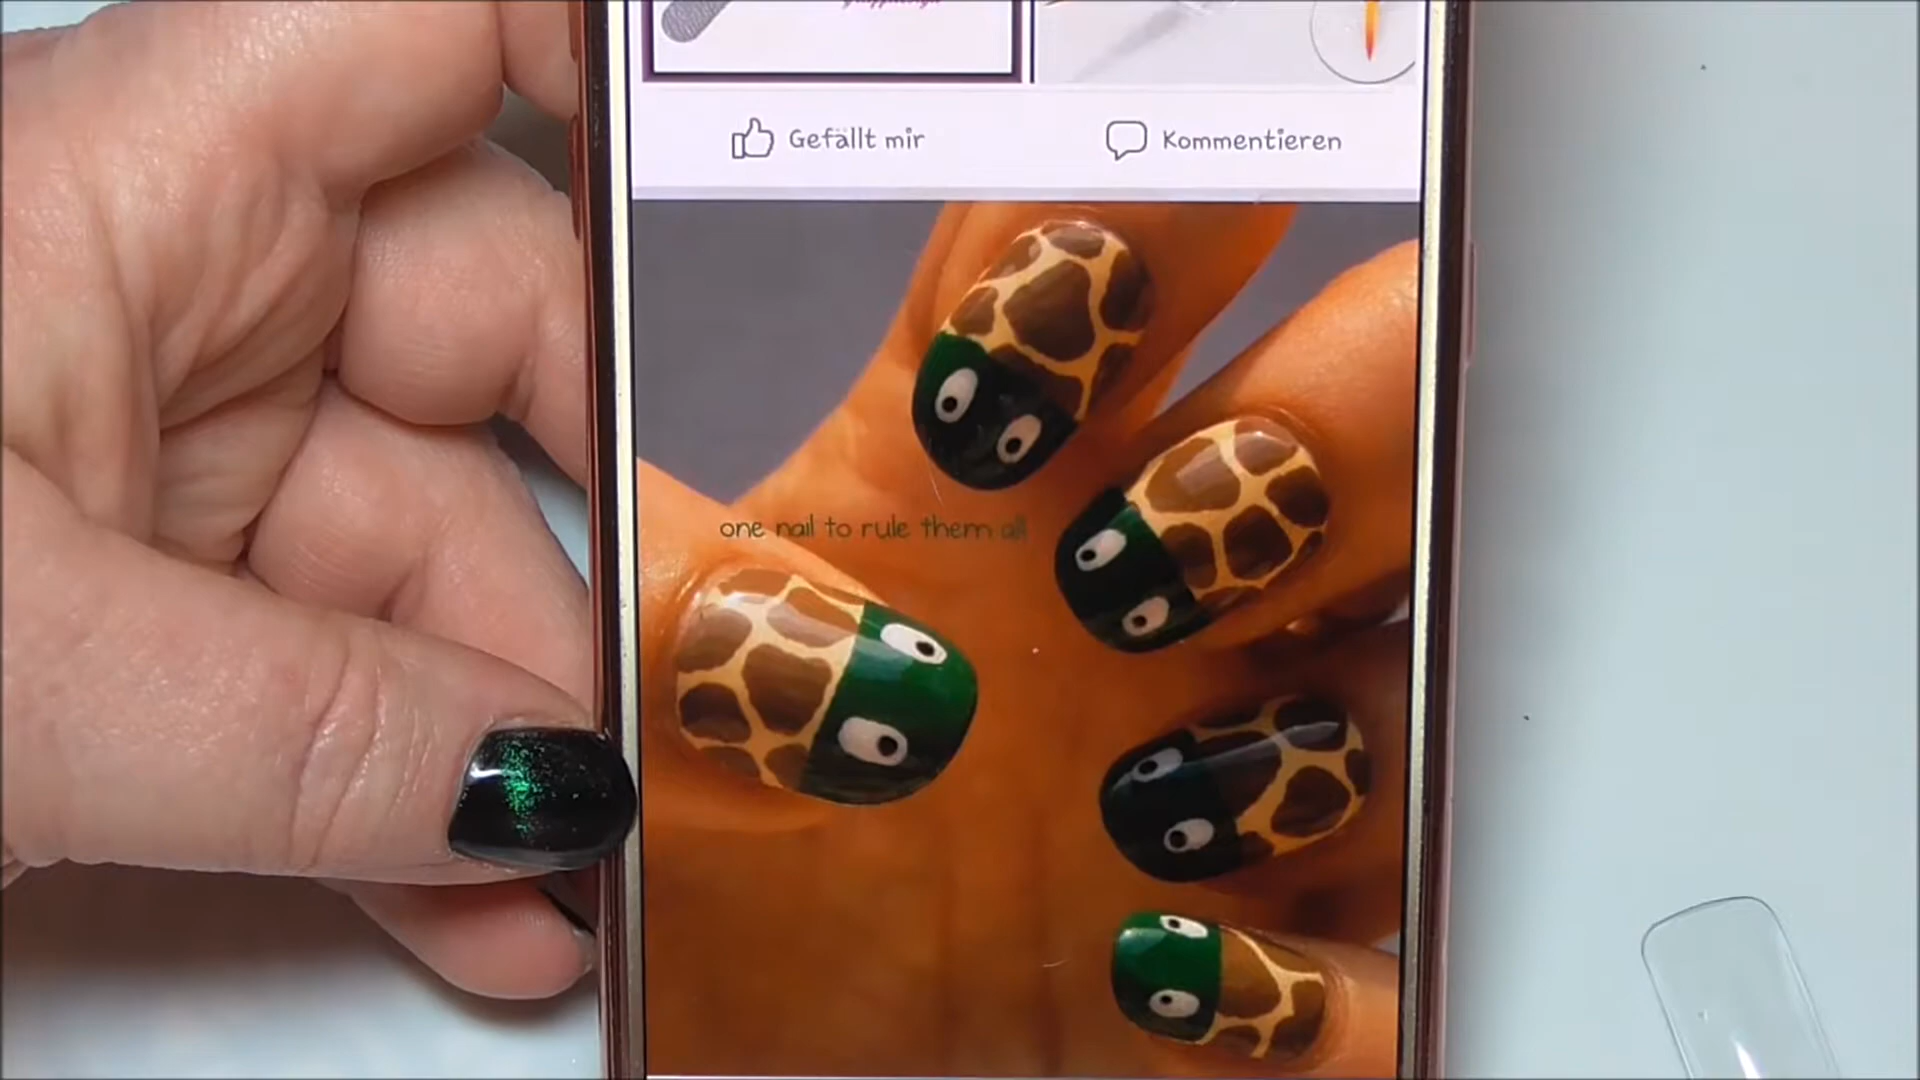 Gefällt mir
Kommentieren
one nail to rule them all